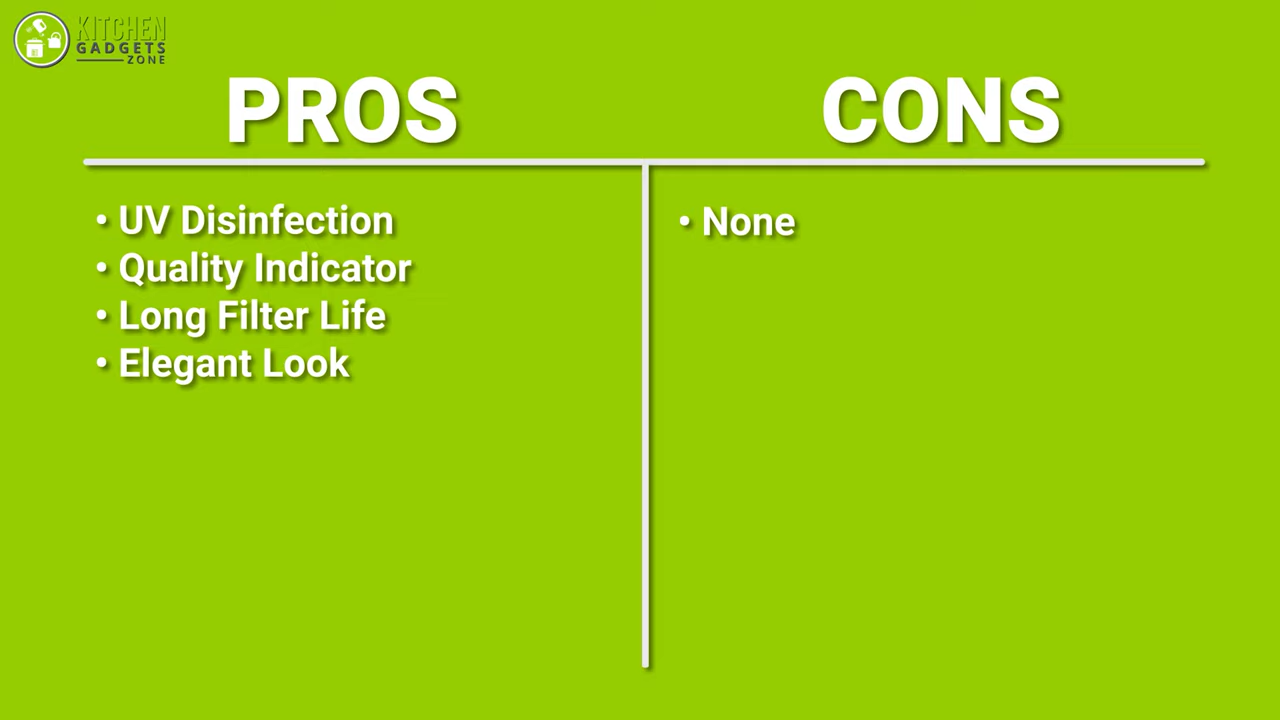 KITCHEN
GADGETS
ZONE
PROS
CONS
• UV Disinfection
• Quality Indicator
• Long Filter Life
• Elegant Look
• None